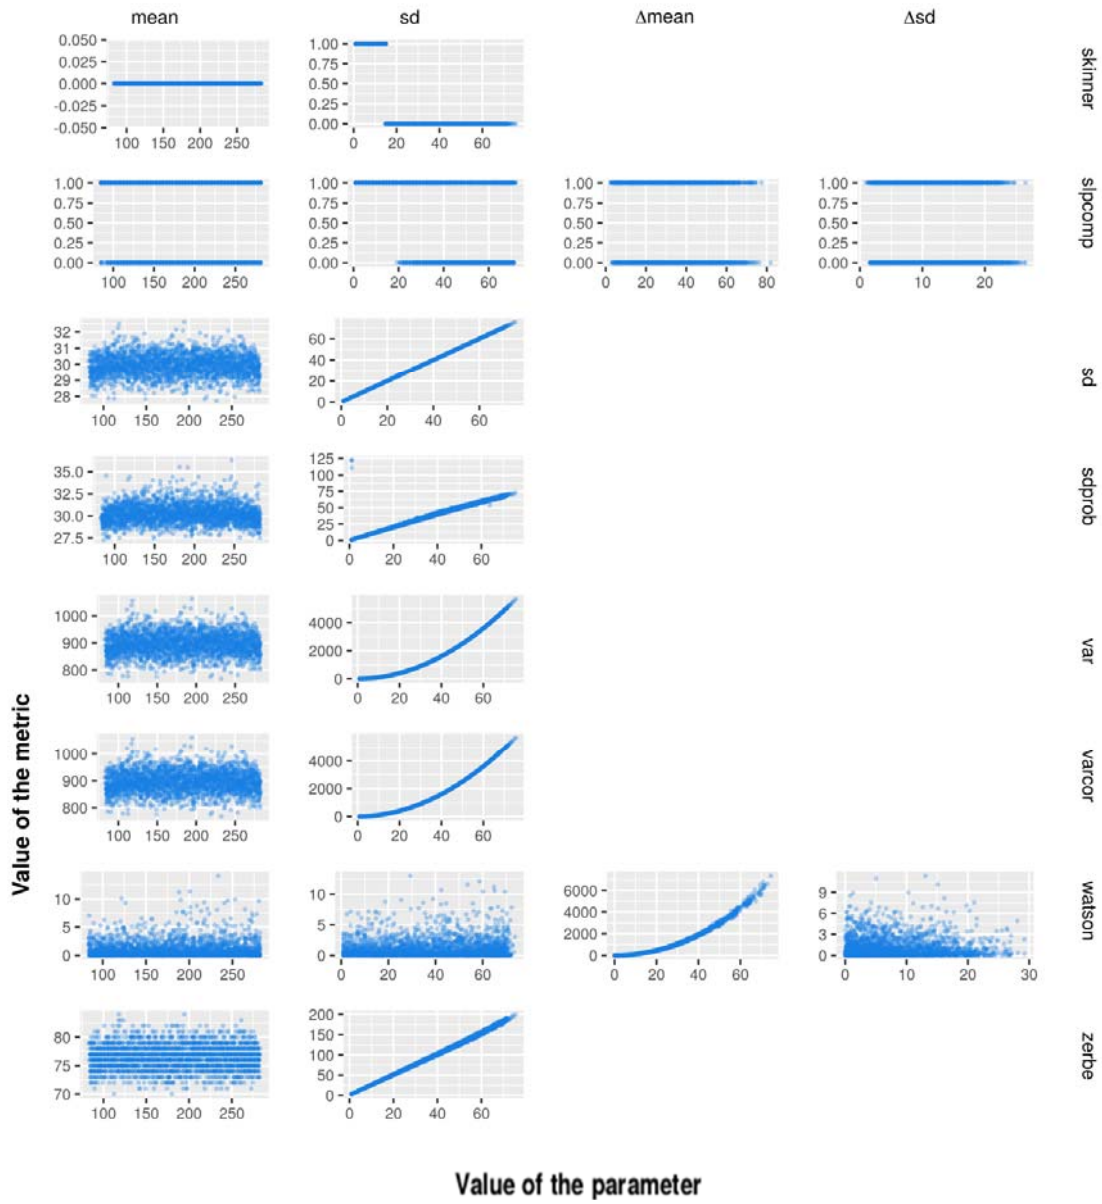 mean sd Δmean Δsd
0.050
0.025
0.000
-0.025
-0.050
100 150 200 250
1.00
0.75
0.50
0.25
0.00
0 20 40 60
skinner
1.00
0.75
0.50
0.25
0.00
100 150 200 250
1.00
0.75
0.50
0.25
0.00
0 20 40 60
1.00
0.75
0.50
0.25
0.00
0 20 40 60 80
1.00
0.75
0.50
0.25
0.00
0 10 20
slpcomp
32
31
30
29
28
100 150 200 250
60
40
20
0
0 20 40 60
sd
35.0
32.5
30.0
27.5
100 150 200 250
125
100
75
50
25
0
0 20 40 60
sdprob
1000
900
800
100 150 200 250
4000
2000
0
0 20 40 60
var
1000
900
800
100 150 200 250
4000
2000
0
0 20 40 60
varcor
10
5
0
100 150 200 250
10
5
0
0 20 40 60
6000
4000
2000
0
0 20 40 60
9
6
3
0
0 10 20 30
watson
80
75
70
100 150 200 250
200
150
100
50
0
0 20 40 60
zerbe
Value of the metric
Value of the parameter